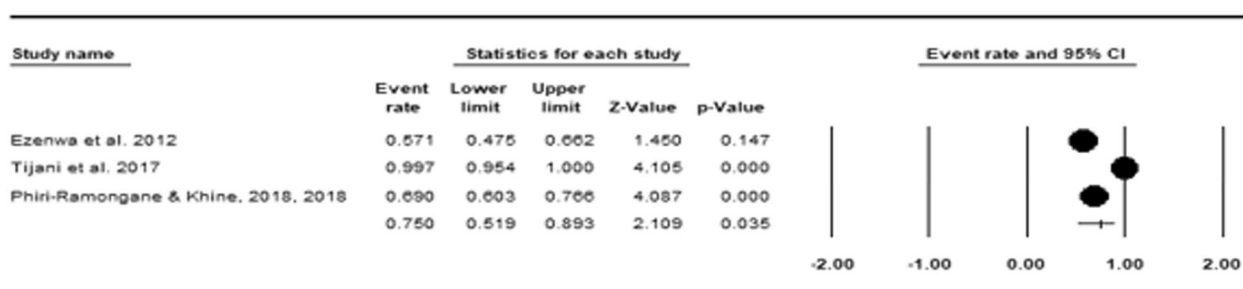 Study name Statistics for each study Event rate and 95% CI
Event Lower Upper
rate limit limit Z-Value p-Value
Ezenwa et al. 2012 0.571 0.475 0.662 1.450 0.147
Tijani et al. 2017 0.997 0.954 1.000 4.105 0.000
Phiri-Ramongane & Khine, 2018, 2018 0.690 0.603 0.766 4.087 0.000
0.750 0.519 0.893 2.109 0.035
-2.00 -1.00 0.00 1.00 2.00